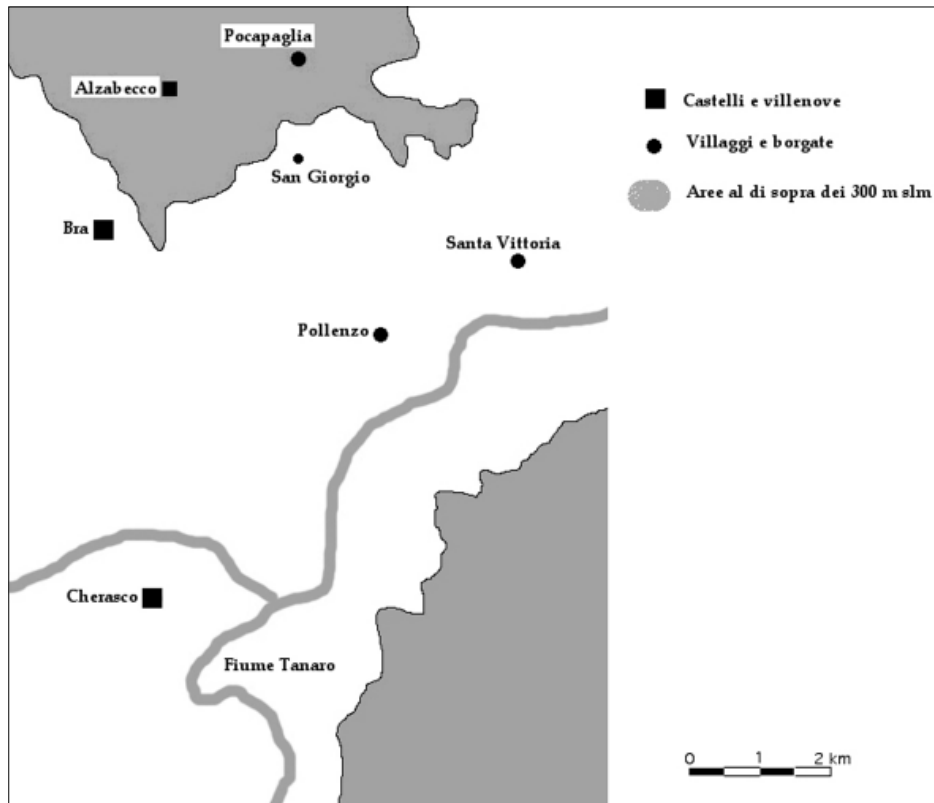 Pocapaglia
Alzabecco
San Giorgio
Bra
Santa Vittoria
Pollenzo
Cherasco
Fiume Tanaro
Castelli e villenove
Villaggi e borgate
Aree al di sopra dei 300 m slm
0 1 2 km